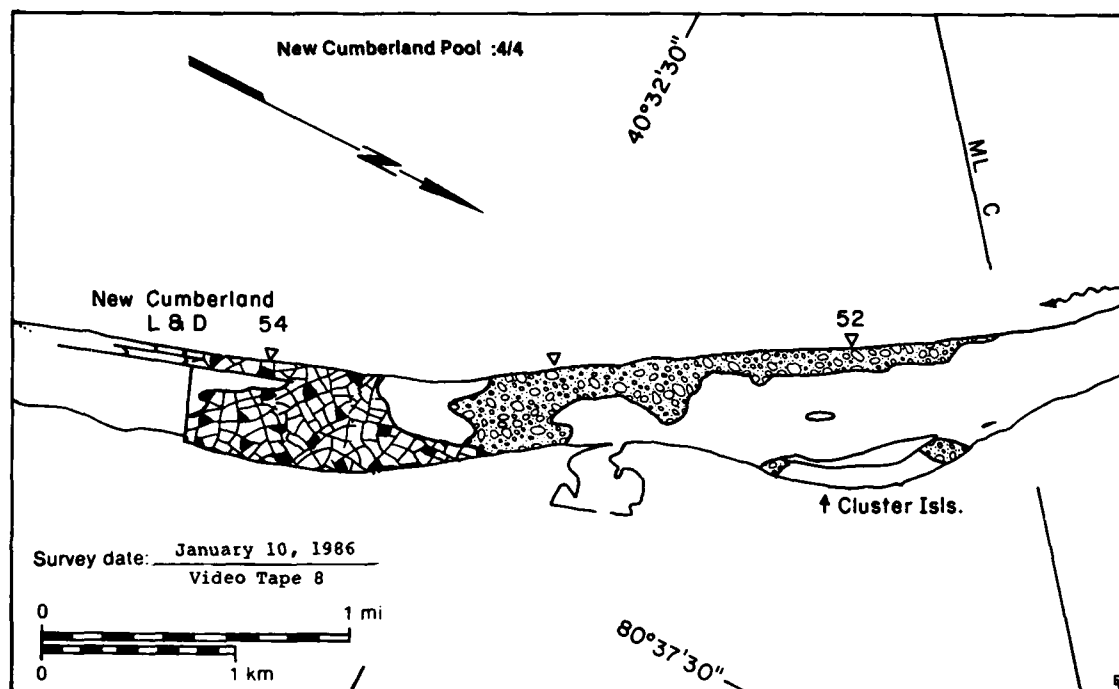 New Cumberland Pool :4/4
40°32'30"
ML C
N
New Cumberland
L & D 54
52
Cluster Isls.
Survey date: January 10, 1986
Video Tape 8
0 1 mi
0 1 km
80°37'30"